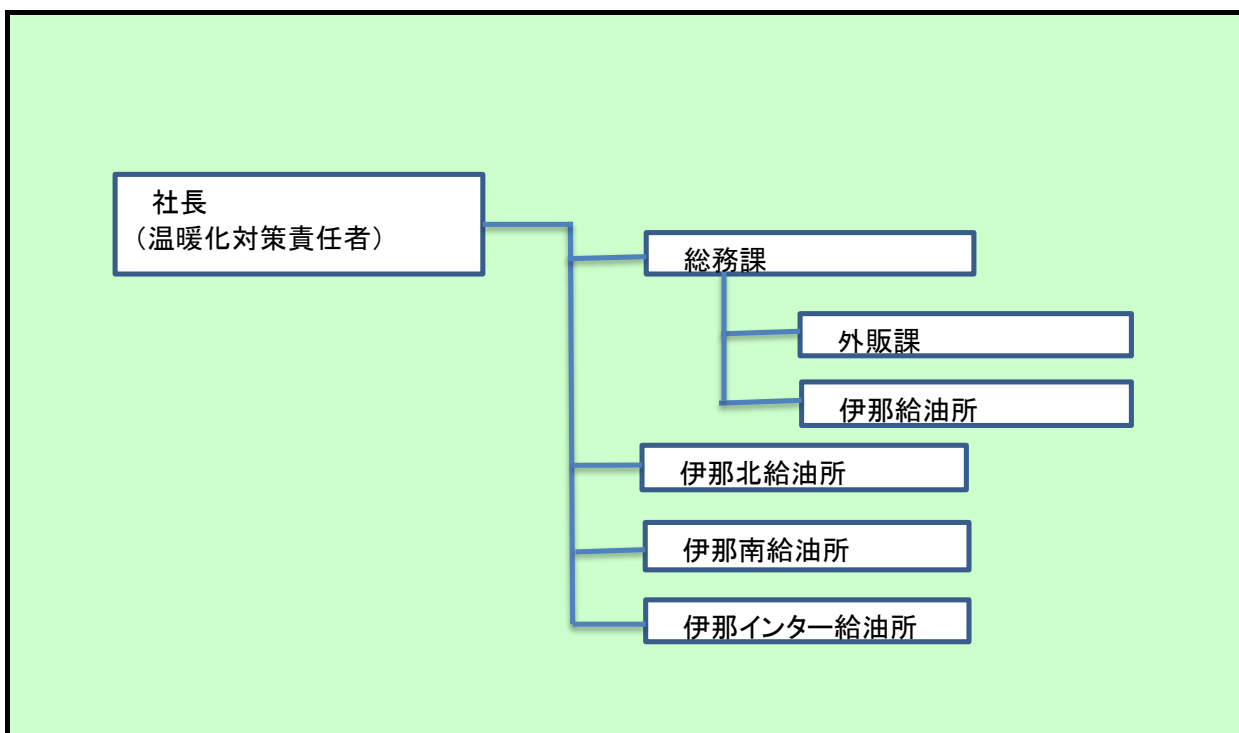 社長
（温暖化対策責任者）
総務課
外販課
伊那給油所
伊那北給油所
伊那南給油所
伊那インター給油所